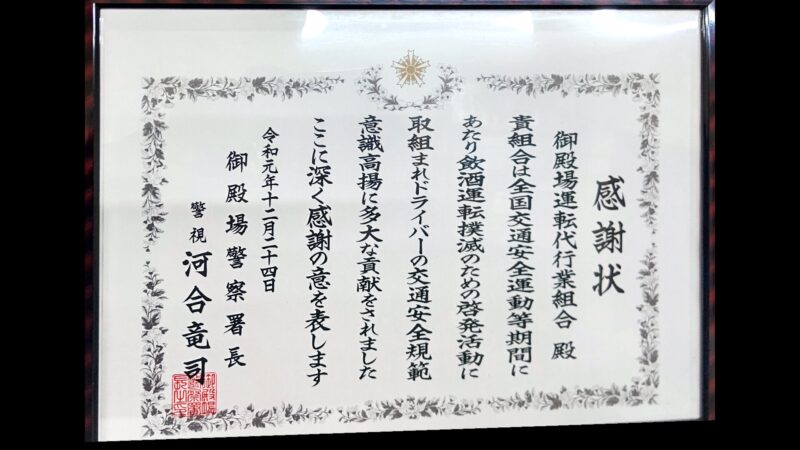 感謝状
御殿場運転代行業組合 殿
貴組合は全国交通安全運動等期間に
あたり飲酒運転撲滅のための啓発活動に
取組まれドライバーの交通安全規範
意識高揚に多大な貢献をされました
ここに深く感謝の意を表します
令和元年十二月二十四日
御殿場警察署長
警視 河合竜司